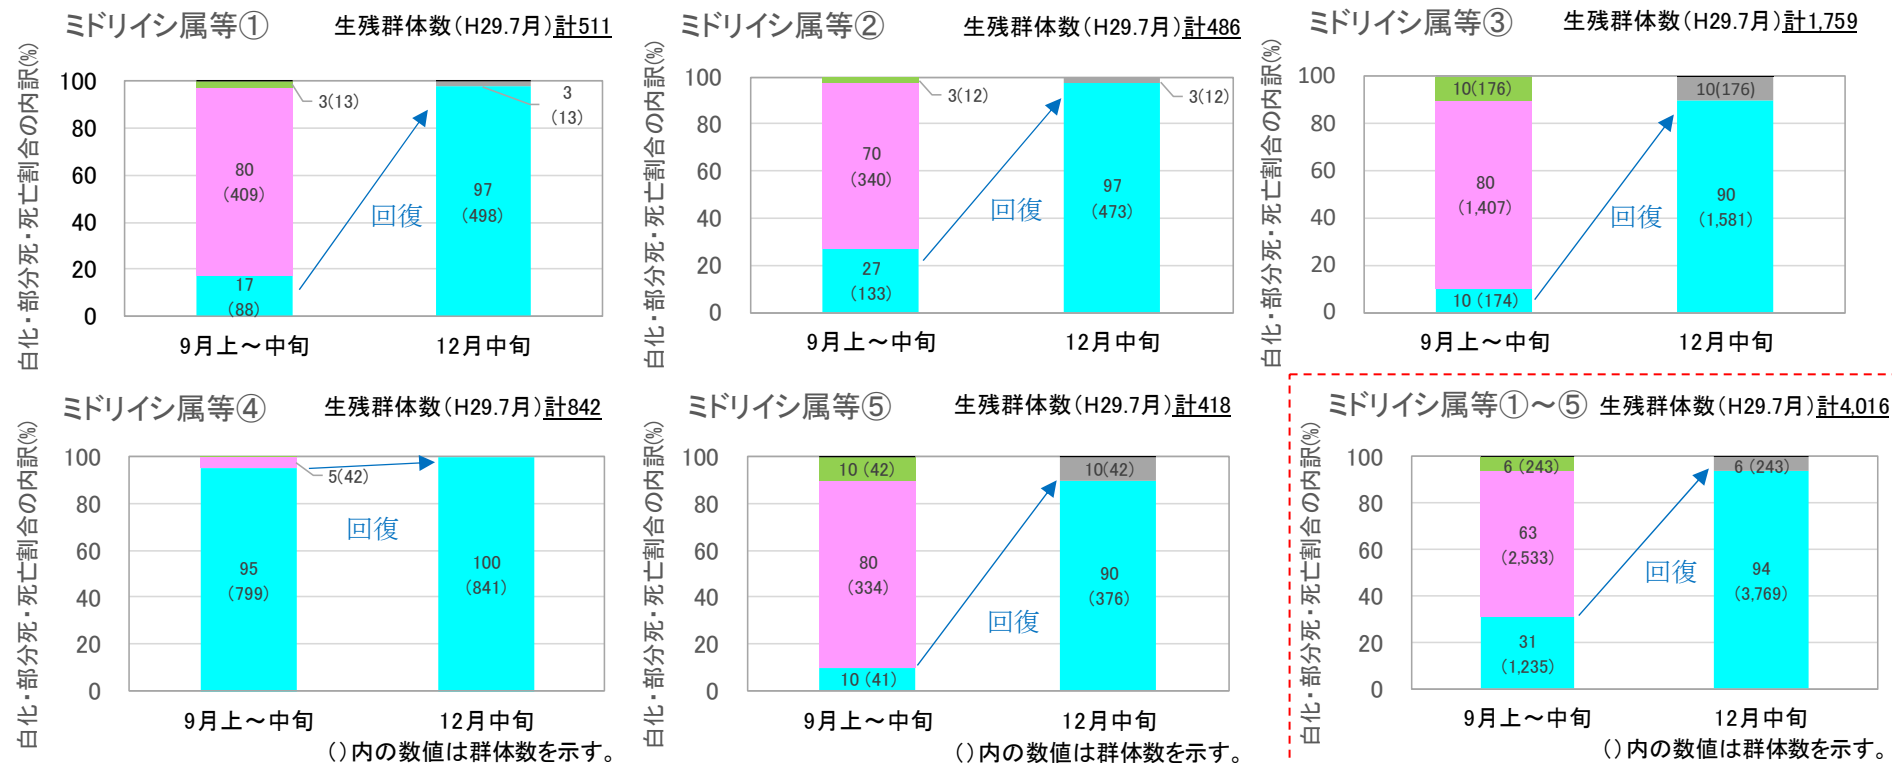 ミドリイシ属等①
生残群体数(H29.7月)計511
白化・部分死・死亡割合の内訳(%)
100
80
60
40
20
0
3(13)
80
(409)
17
(88)
回復
3
(13)
97
(498)
9月上～中旬
12月中旬
ミドリイシ属等②
生残群体数(H29.7月)計486
白化・部分死・死亡割合の内訳(%)
100
80
60
40
20
0
3(12)
70
(340)
27
(133)
回復
3(12)
97
(473)
9月上～中旬
12月中旬
ミドリイシ属等③
生残群体数(H29.7月)計1,759
白化・部分死・死亡割合の内訳(%)
100
80
60
40
20
0
10(176)
80
(1,407)
10 (174)
回復
10(176)
90
(1,581)
9月上～中旬
12月中旬
ミドリイシ属等④
生残群体数(H29.7月)計842
白化・部分死・死亡割合の内訳(%)
100
80
60
40
20
0
5(42)
95
(799)
回復
100
(841)
9月上～中旬
12月中旬
()内の数値は群体数を示す。
ミドリイシ属等⑤
生残群体数(H29.7月)計418
白化・部分死・死亡割合の内訳(%)
100
80
60
40
20
0
10 (42)
80
(334)
10 (41)
回復
10(42)
90
(376)
9月上～中旬
12月中旬
()内の数値は群体数を示す。
ミドリイシ属等①～⑤
生残群体数(H29.7月)計4,016
白化・部分死・死亡割合の内訳(%)
100
80
60
40
20
0
6 (243)
63
(2,533)
31
(1,235)
回復
6 (243)
94
(3,769)
9月上～中旬
12月中旬
()内の数値は群体数を示す。